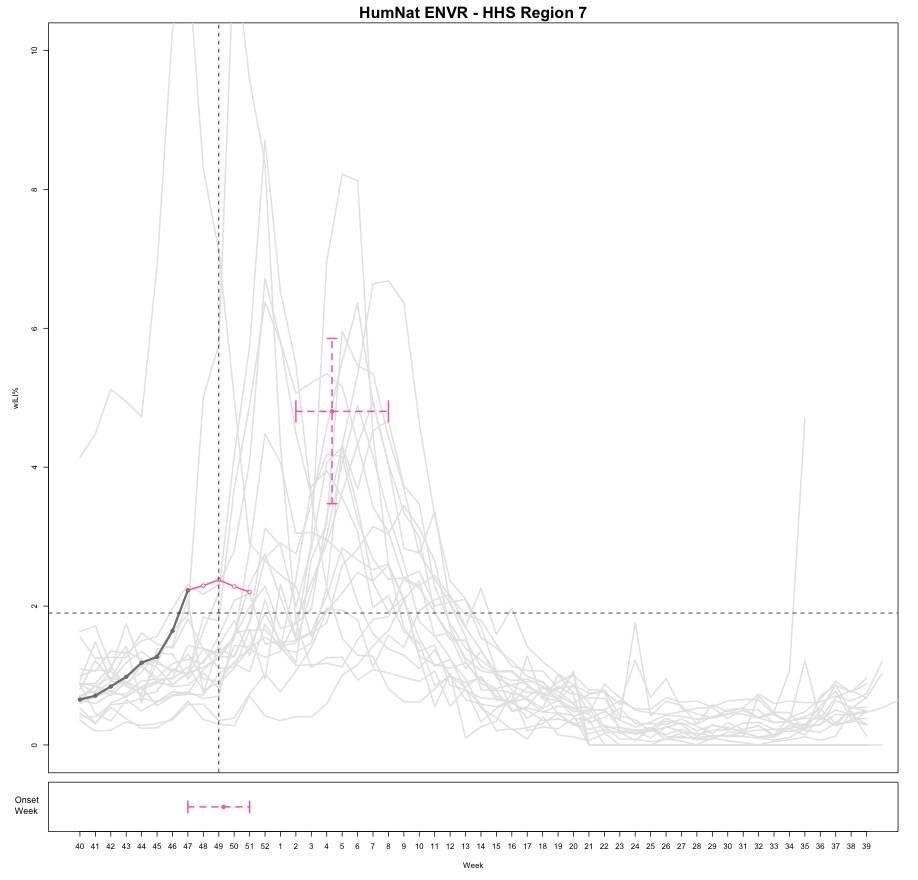 HumNat ENVR - HHS Region 7
10
8
6
4
2
0
wILI%
Onset
Week
40 41 42 43 44 45 46 47 48 49 50 51 52 1 2 3 4 5 6 7 8 9 10 11 12 13 14 15 16 17 18 19 20 21 22 23 24 25 26 27 28 29 30 31 32 33 34 35 36 37 38 39
Week